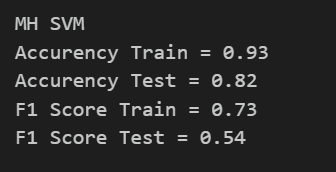 MH SVM
Accurency Train = 0.93
Accurency Test = 0.82
F1 Score Train = 0.73
F1 Score Test = 0.54